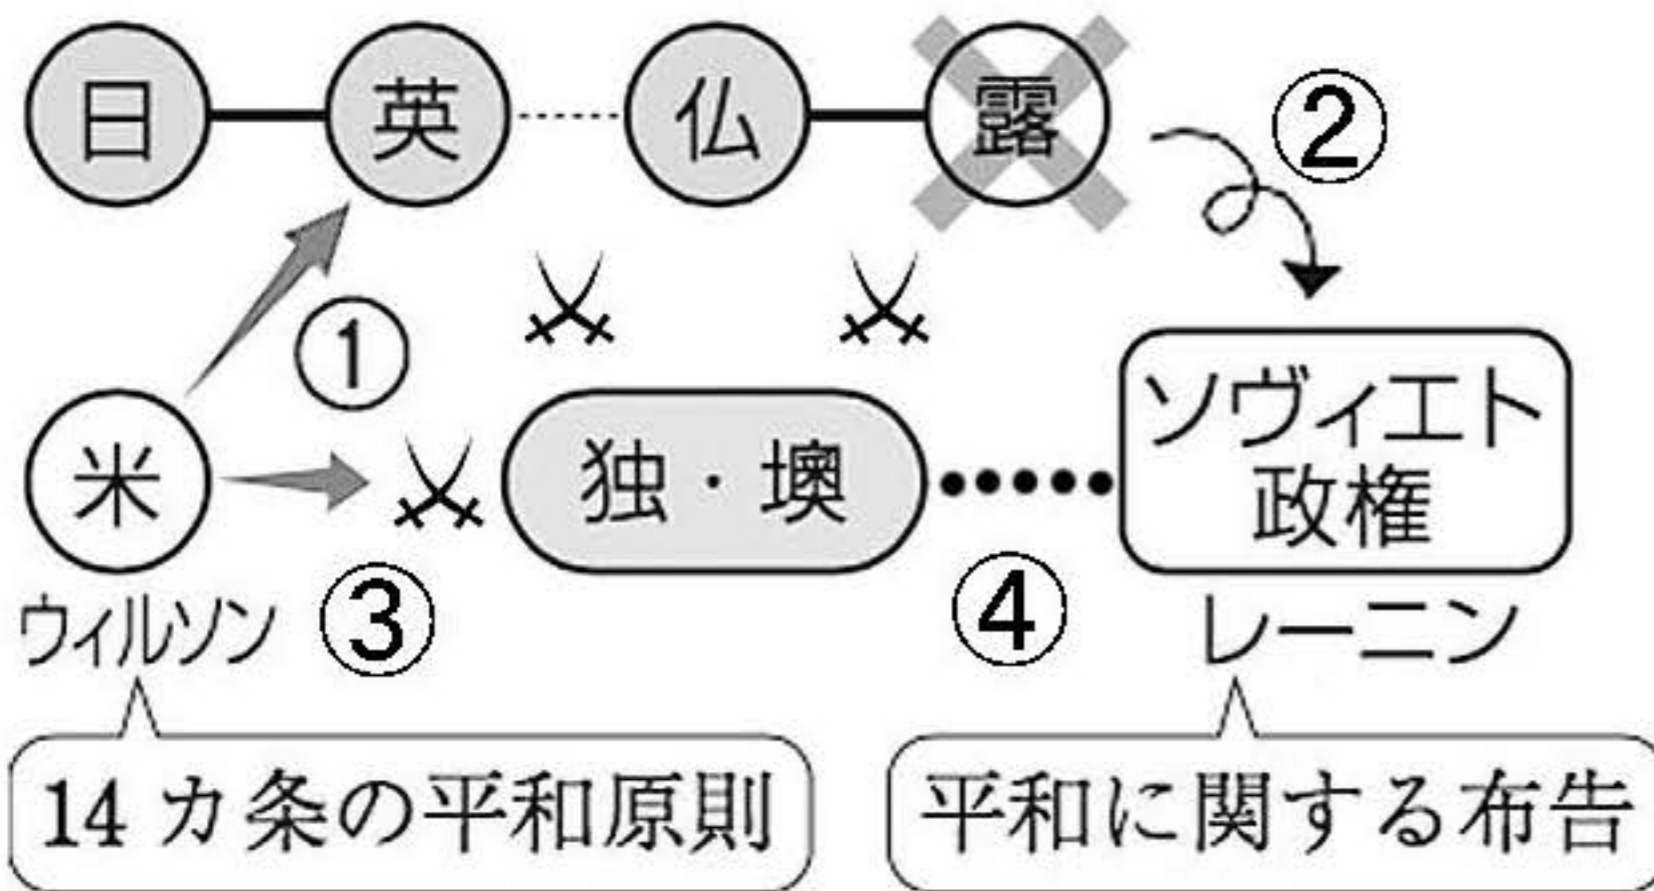 日
英
仏
露
②
①
米
独・墺
ソヴィエト
政権
ウィルソン
③
④
レーニン
14カ条の平和原則
平和に関する布告